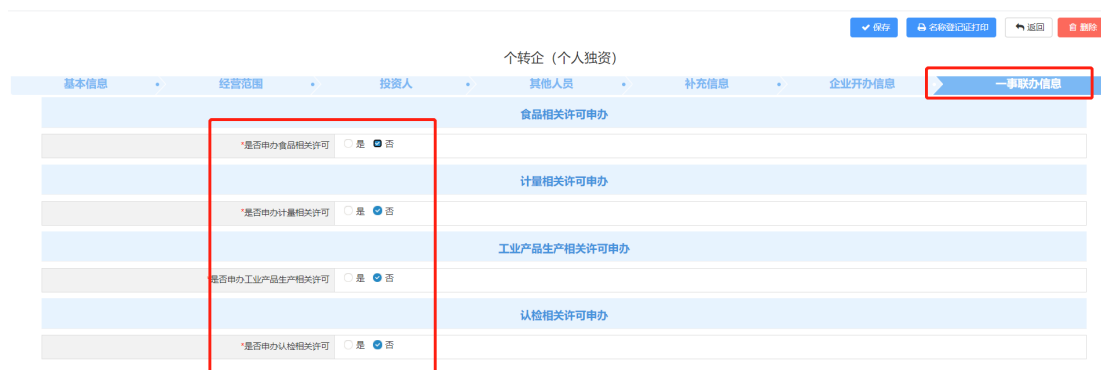 保存 名称登记证打印 返回 删除
个转企（个人独资）
基本信息 经营范围 投资人 其他人员 补充信息 企业开办信息 一事联办信息
食品相关许可申办
*是否申办食品相关许可 是 否
计量相关许可申办
*是否申办计量相关许可 是 否
工业产品生产相关许可申办
*是否申办工业产品生产相关许可 是 否
认检相关许可申办
*是否申办认检相关许可 是 否